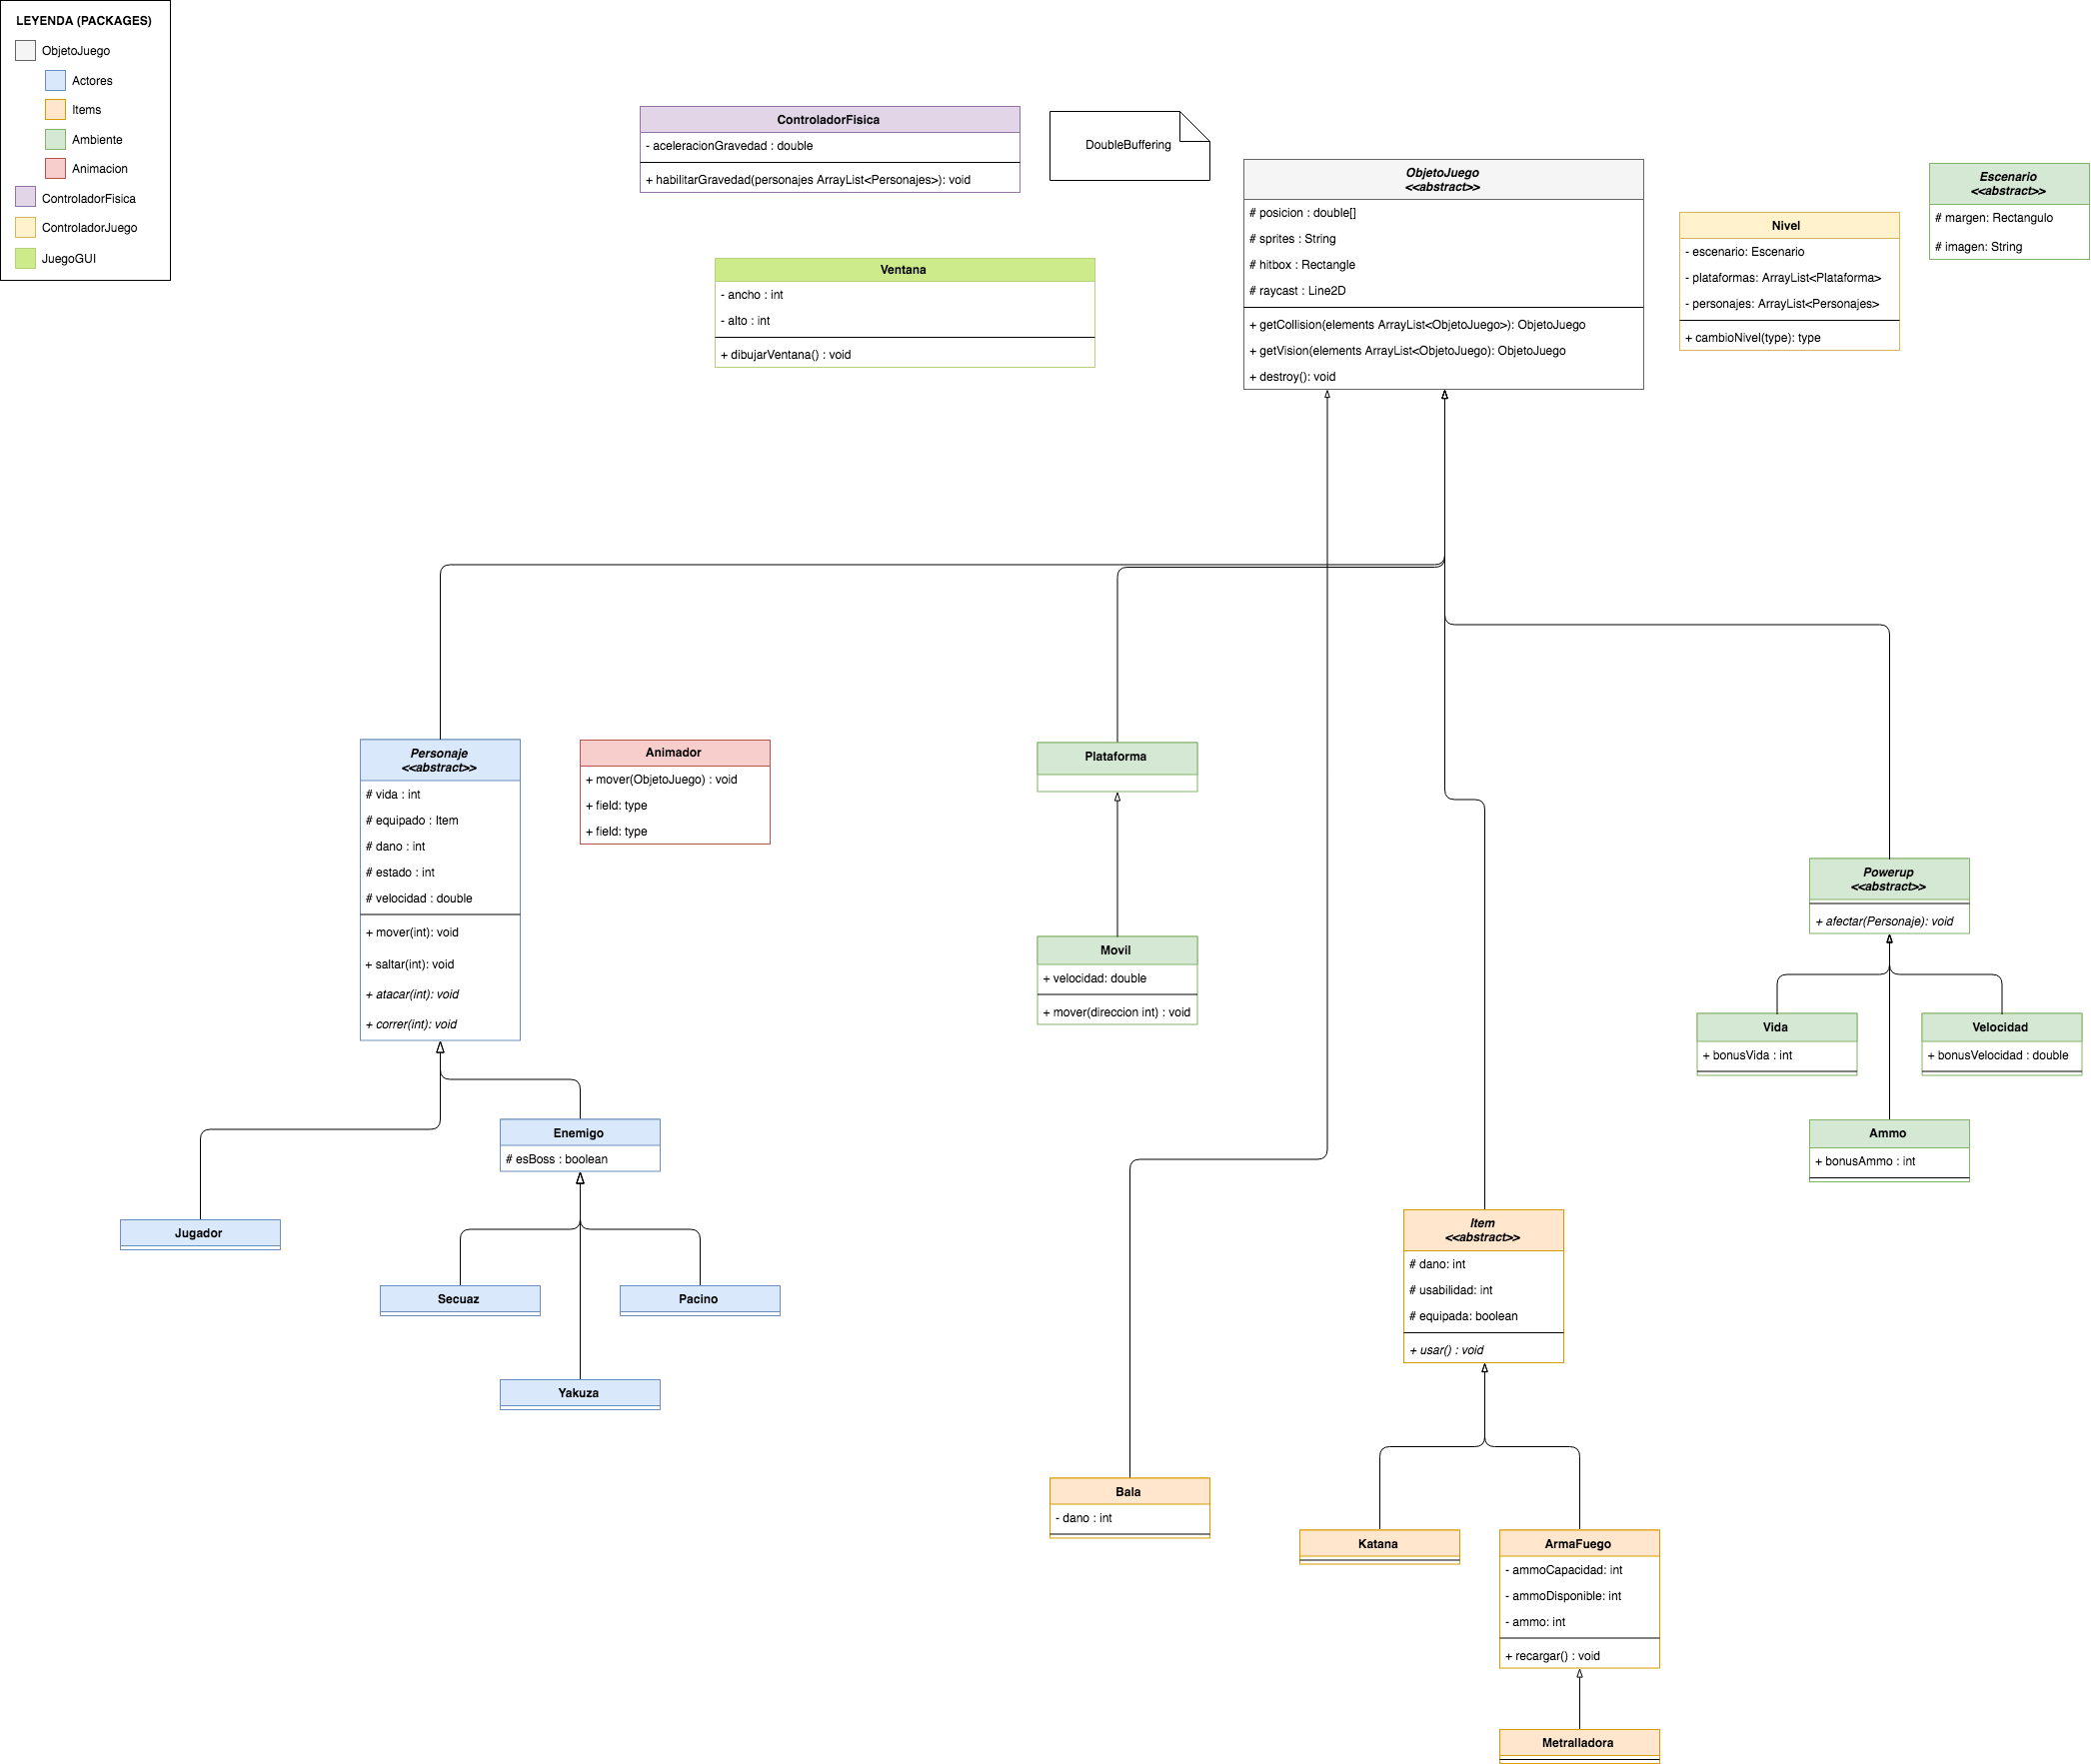 LEYENDA (PACKAGES)
ObjetoJuego
Actores
Items
Ambiente
Animacion
ControladorFisica
ControladorJuego
JuegoGUI
ControladorFisica
- aceleracionGravedad : double
+ habilitarGravedad(personajes ArrayList<Personajes>): void
DoubleBuffering
Ventana
- ancho : int
- alto : int
+ dibujarVentana() : void
ObjetoJuego
<<abstract>>
# posicion : double[]
# sprites : String
# hitbox : Rectangle
# raycast : Line2D
+ getCollision(elements ArrayList<ObjetoJuego>): ObjetoJuego
+ getVision(elements ArrayList<ObjetoJuego): ObjetoJuego
+ destroy(): void
Nivel
- escenario: Escenario
- plataformas: ArrayList<Plataforma>
- personajes: ArrayList<Personajes>
+ cambioNivel(type): type
Escenario
<<abstract>>
# margen: Rectangulo
# imagen: String
Personaje
<<abstract>>
# vida : int
# equipado : Item
# dano : int
# estado : int
# velocidad : double
+ mover(int): void
+ saltar(int): void
+ atacar(int): void
+ correr(int): void
Animador
+ mover(ObjetoJuego) : void
+ field: type
+ field: type
Plataforma
Movil
+ velocidad: double
+ mover(direccion int) : void
Powerup
<<abstract>>
+ afectar(Personaje): void
Vida
+ bonusVida : int
Velocidad
+ bonusVelocidad : double
Ammo
+ bonusAmmo : int
Enemigo
# esBoss : boolean
Jugador
Secuaz
Pacino
Yakuza
Item
<<abstract>>
# dano: int
# usabilidad: int
# equipada: boolean
+ usar() : void
Bala
- dano : int
Katana
ArmaFuego
- ammoCapacidad: int
- ammoDisponible: int
- ammo: int
+ recargar() : void
Metralladora